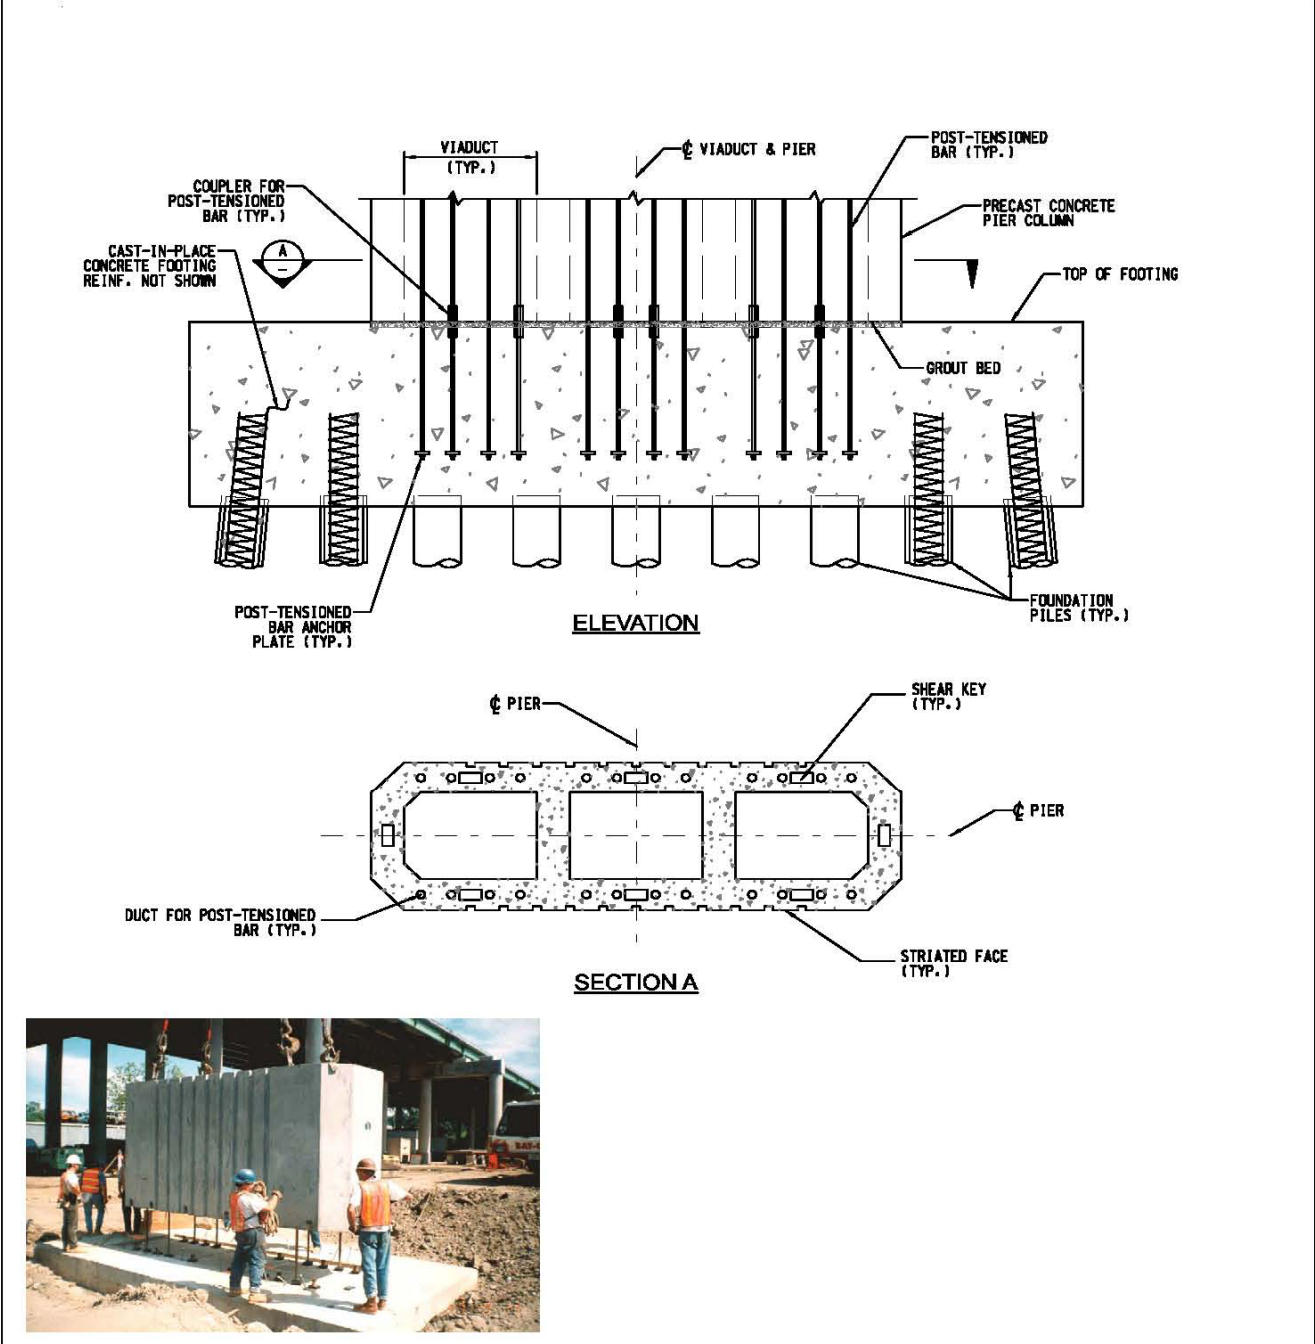 VIADUCT
(TYP.)
℄ VIADUCT & PIER
POST-TENSIONED
BAR (TYP.)
COUPLER FOR
POST-TENSIONED
BAR (TYP.)
PRECAST CONCRETE
PIER COLUMN
CAST-IN-PLACE
CONCRETE FOOTING
REINF. NOT SHOWN
A
–
TOP OF FOOTING
GROUT BED
POST-TENSIONED
BAR ANCHOR
PLATE (TYP.)
FOUNDATION
PILES (TYP.)
ELEVATION
℄ PIER
SHEAR KEY
(TYP.)
℄ PIER
DUCT FOR POST-TENSIONED
BAR (TYP.)
STRIATED FACE
(TYP.)
SECTION A